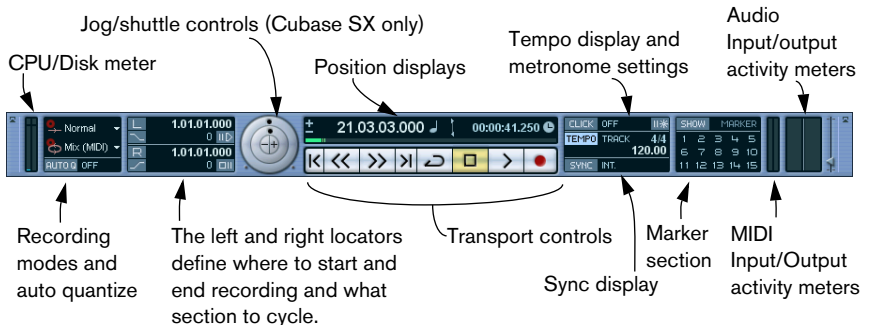 Jog/shuttle controls (Cubase SX only)
Audio
Input/output
activity meters
Tempo display and
metronome settings
CPU/Disk meter
Position displays
Normal
Mix (MIDI)
AUTO Q OFF
L 1.01.01.000
0
R 1.01.01.000
0
+
-
21.03.03.000
00:00:41.250
CLICK OFF
TEMPO TRACK 4/4
120.00
SYNC INT.
SHOW MARKER
1 2 3 4 5
6 7 8 9 10
11 12 13 14 15
Recording
modes and
auto quantize
The left and right locators
define where to start and
end recording and what
section to cycle.
Transport controls
Sync display
Marker
section
MIDI
Input/Output
activity meters